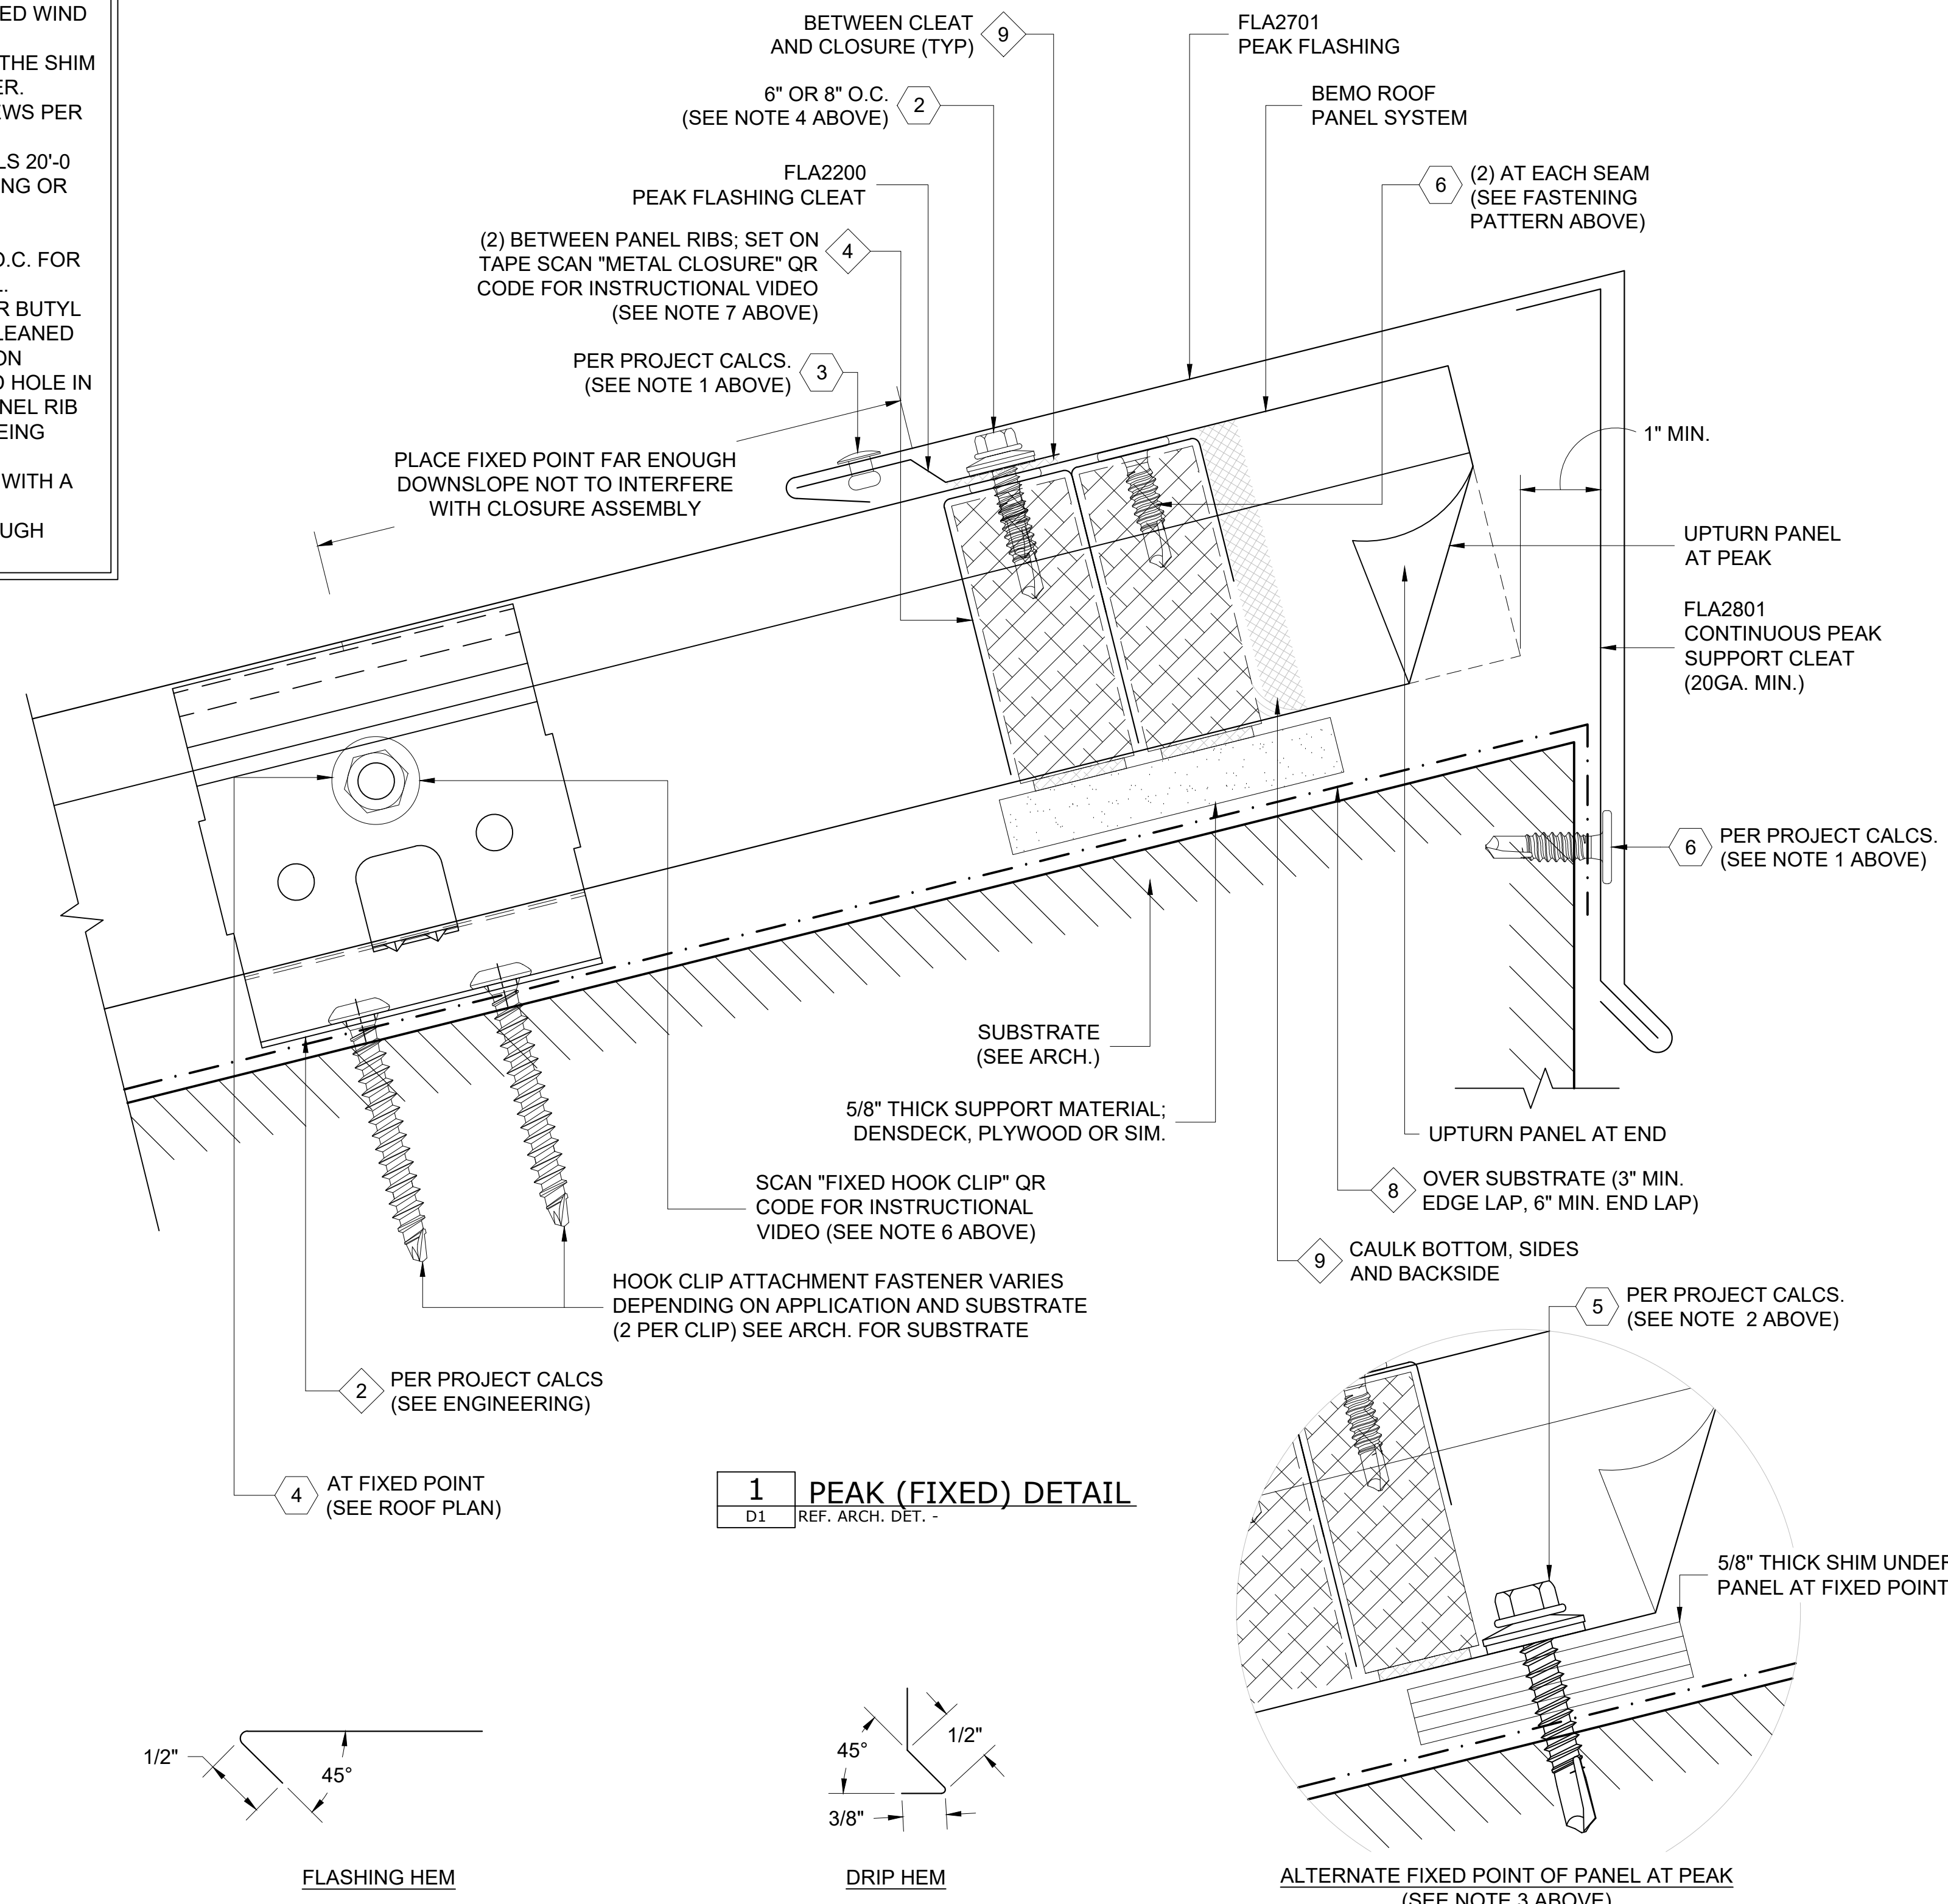 ED WIND
THE SHIM
ER.
EWS PER
LS 20'-0
ING OR
O.C. FOR
L.
R BUTYL
LEANED
ON
D HOLE IN
NEL RIB
EING
WITH A
UGH
BETWEEN CLEAT
AND CLOSURE (TYP)
9
6" OR 8" O.C.
(SEE NOTE 4 ABOVE)
2
FLA2200
PEAK FLASHING CLEAT
(2) BETWEEN PANEL RIBS; SET ON
TAPE SCAN "METAL CLOSURE" QR
CODE FOR INSTRUCTIONAL VIDEO
(SEE NOTE 7 ABOVE)
4
PER PROJECT CALCS.
(SEE NOTE 1 ABOVE)
3
PLACE FIXED POINT FAR ENOUGH
DOWNSLOPE NOT TO INTERFERE
WITH CLOSURE ASSEMBLY
FLA2701
PEAK FLASHING
BEMO ROOF
PANEL SYSTEM
6
(2) AT EACH SEAM
(SEE FASTENING
PATTERN ABOVE)
1" MIN.
UPTURN PANEL
AT PEAK
FLA2801
CONTINUOUS PEAK
SUPPORT CLEAT
(20GA. MIN.)
6
PER PROJECT CALCS.
(SEE NOTE 1 ABOVE)
SUBSTRATE
(SEE ARCH.)
5/8" THICK SUPPORT MATERIAL;
DENSDECK, PLYWOOD OR SIM.
UPTURN PANEL AT END
8
OVER SUBSTRATE (3" MIN.
EDGE LAP, 6" MIN. END LAP)
SCAN "FIXED HOOK CLIP" QR
CODE FOR INSTRUCTIONAL
VIDEO (SEE NOTE 6 ABOVE)
9
CAULK BOTTOM, SIDES
AND BACKSIDE
HOOK CLIP ATTACHMENT FASTENER VARIES
DEPENDING ON APPLICATION AND SUBSTRATE
(2 PER CLIP) SEE ARCH. FOR SUBSTRATE
5
PER PROJECT CALCS.
(SEE NOTE 2 ABOVE)
2
PER PROJECT CALCS
(SEE ENGINEERING)
4
AT FIXED POINT
(SEE ROOF PLAN)
1
D1
PEAK (FIXED) DETAIL
REF. ARCH. DET. -
5/8" THICK SHIM UNDER
PANEL AT FIXED POINT
1/2"
45°
FLASHING HEM
45°
1/2"
3/8"
DRIP HEM
ALTERNATE FIXED POINT OF PANEL AT PEAK
(SEE NOTE 3 ABOVE)